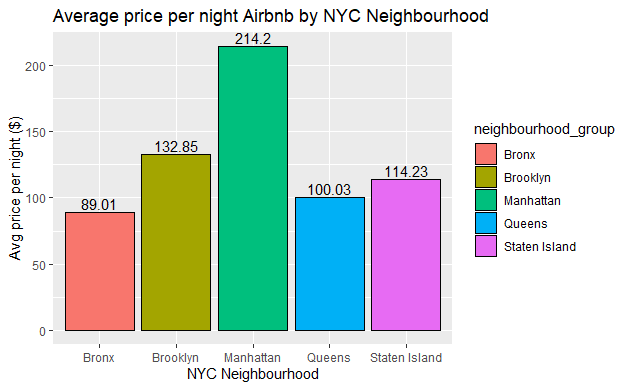 Average price per night Airbnb by NYC Neighbourhood
Avg price per night ($)
200
150
100
50
0
89.01
132.85
214.2
100.03
114.23
Bronx
Brooklyn
Manhattan
Queens
Staten Island
NYC Neighbourhood
neighbourhood_group
Bronx
Brooklyn
Manhattan
Queens
Staten Island